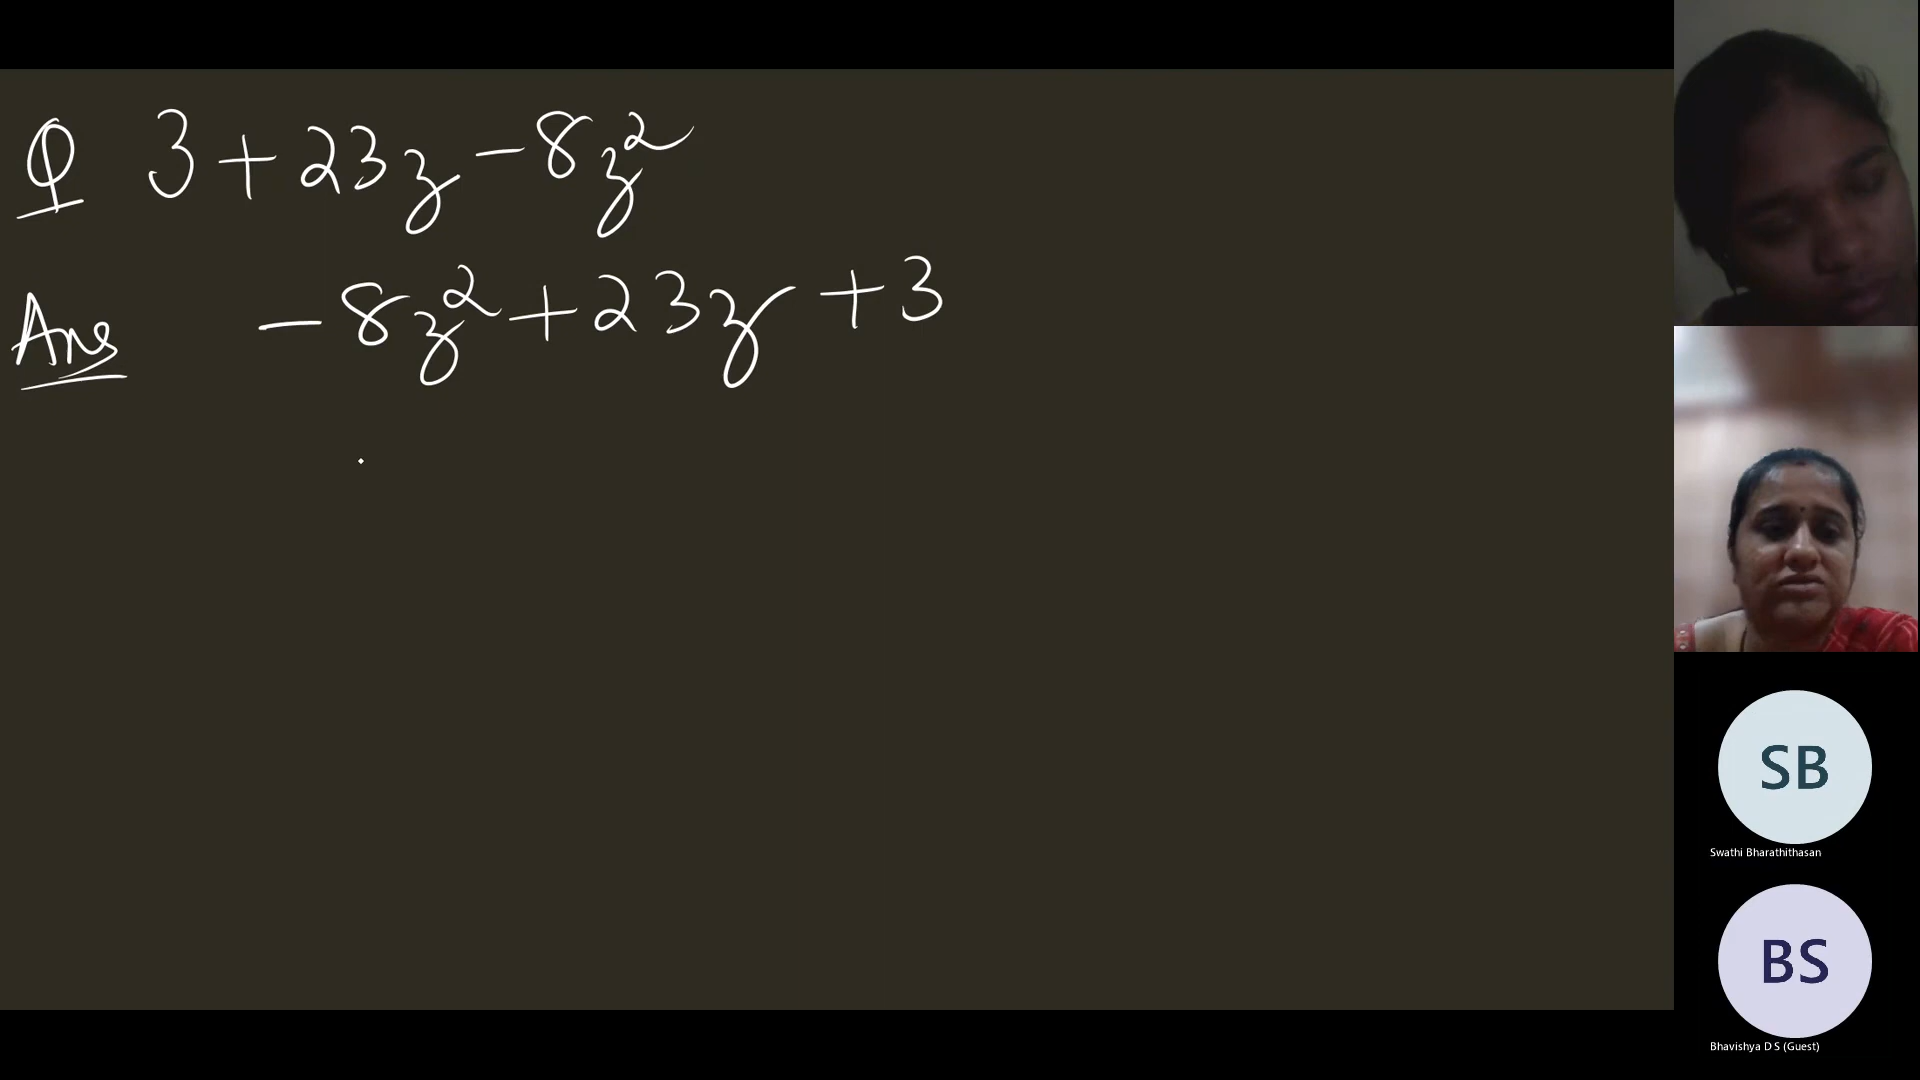 Q 3 + 23z - 8z²
Ans - 8z² + 23z + 3
SB
Swathi Bharathithasan
BS
Bhavishya D S (Guest)